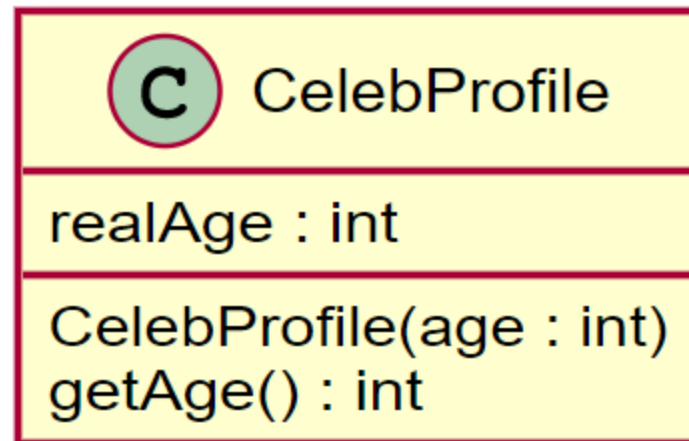 C CelebProfile
realAge : int
CelebProfile(age : int)
getAge() : int